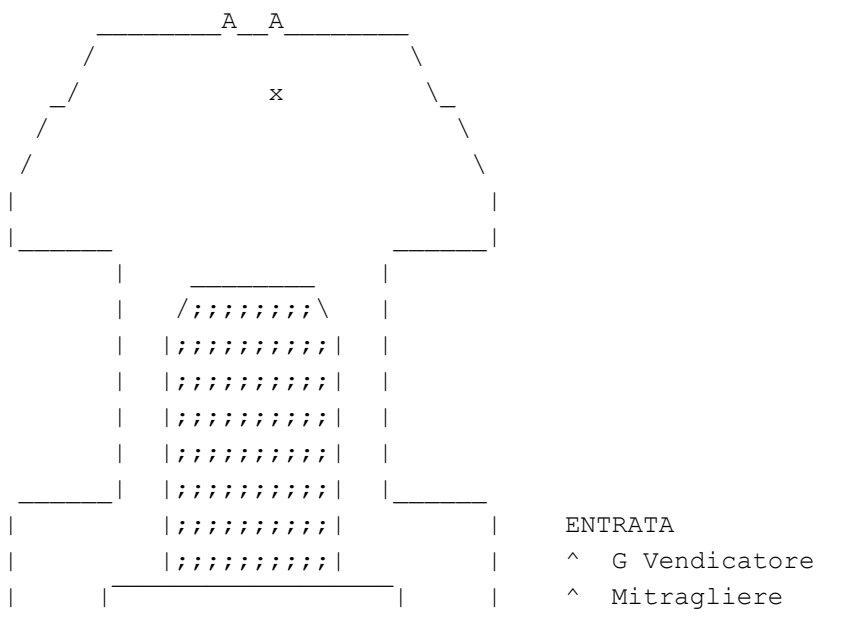 A A
x
ENTRATA
^ G Vendicatore
^ Mitragliere